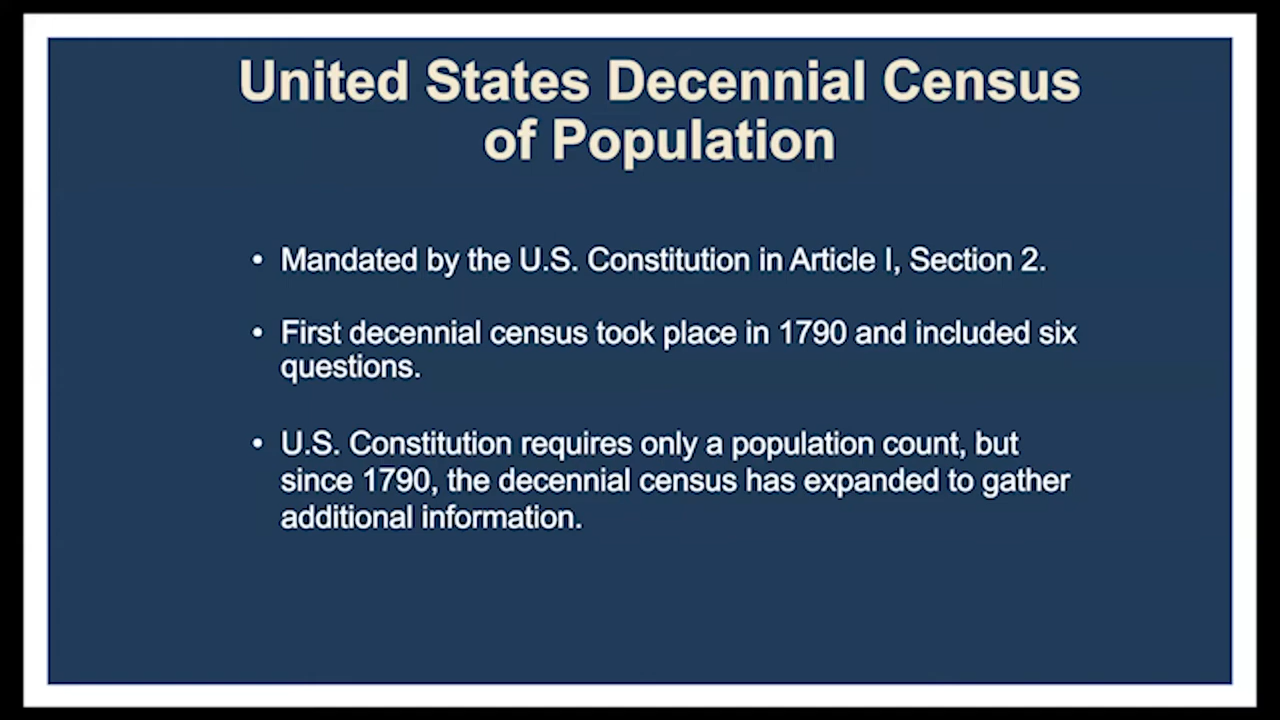 United States Decennial Census
of Population
• Mandated by the U.S. Constitution in Article I, Section 2.
• First decennial census took place in 1790 and included six
questions.
• U.S. Constitution requires only a population count, but
since 1790, the decennial census has expanded to gather
additional information.